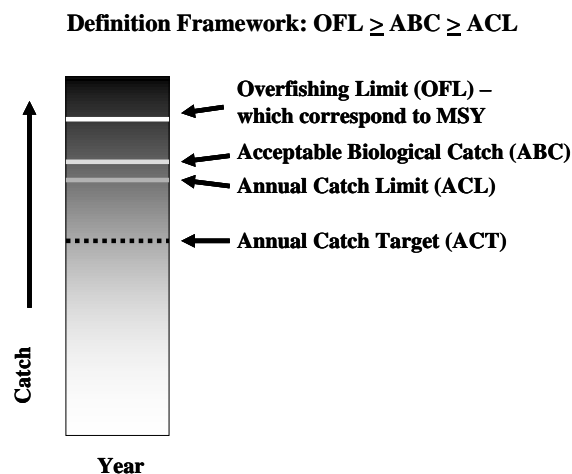 Definition Framework: OFL ≥ ABC ≥ ACL
Overfishing Limit (OFL) –
which correspond to MSY
Acceptable Biological Catch (ABC)
Annual Catch Limit (ACL)
Annual Catch Target (ACT)
Catch
Year